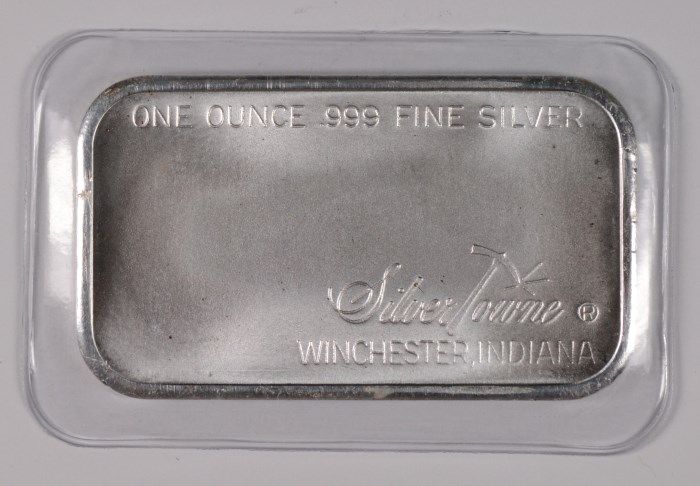 ONE OUNCE .999 FINE SILVER
SilverTowne ®
WINCHESTER, INDIANA